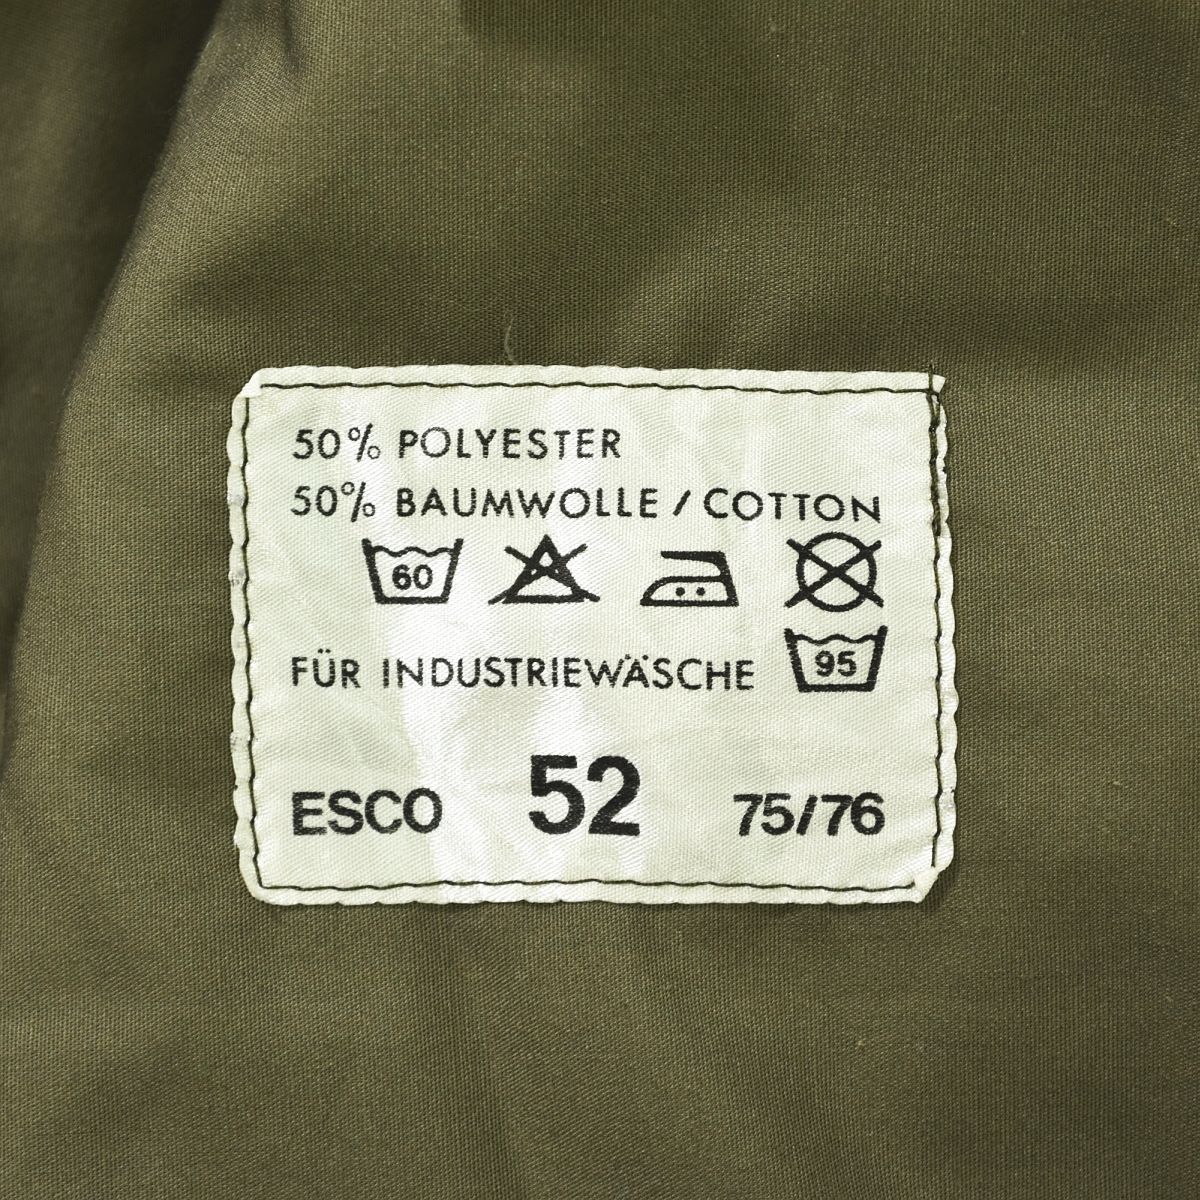 50% POLYESTER
50% BAUMWOLLE / COTTON
60
FÜR INDUSTRIEWÄSCHE 95
ESCO 52 75/76